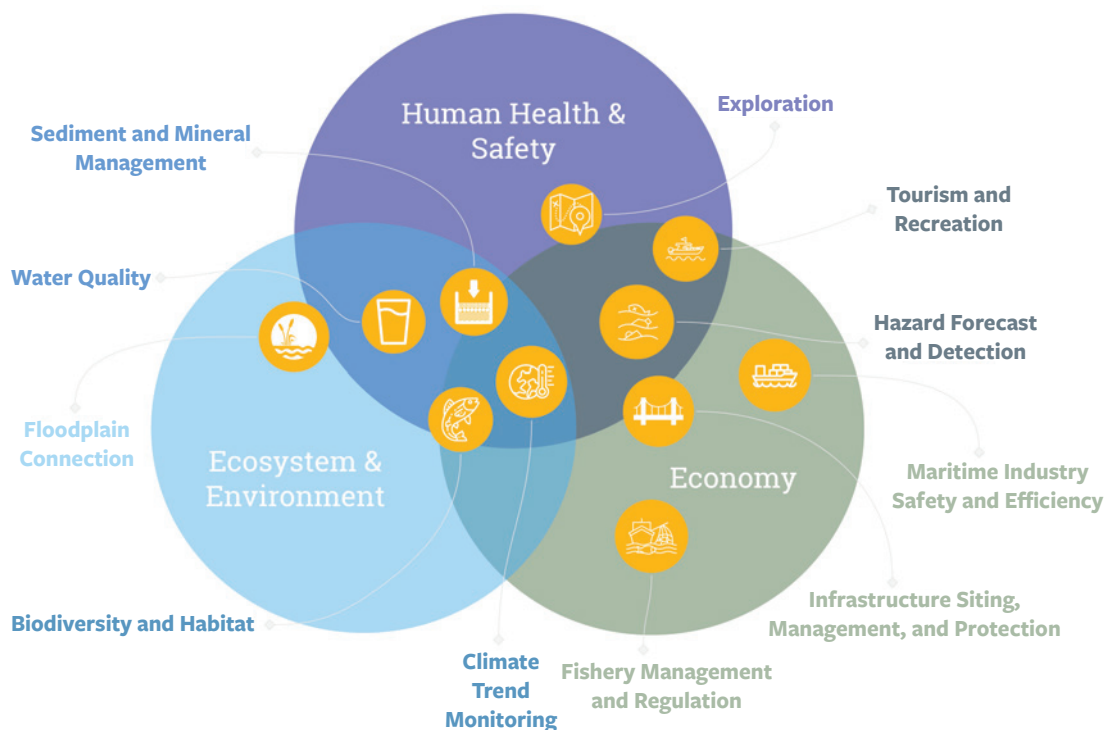 Human Health &
Safety
Exploration
Sediment and Mineral
Management
Tourism and
Recreation
Water Quality
Hazard Forecast
and Detection
Floodplain
Connection
Ecosystem &
Environment
Economy
Maritime Industry
Safety and Efficiency
Biodiversity and Habitat
Infrastructure Siting,
Management, and Protection
Climate
Trend
Monitoring
Fishery Management
and Regulation